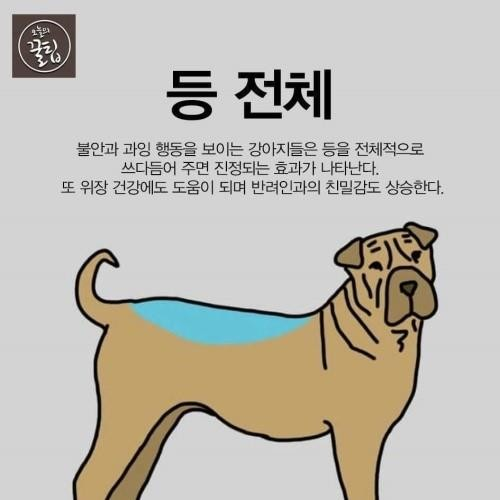 오늘의
꿀팁
등 전체
불안과 과잉 행동을 보이는 강아지들은 등을 전체적으로
쓰다듬어 주면 진정되는 효과가 나타난다.
또 위장 건강에도 도움이 되며 반려인과의 친밀감도 상승한다.